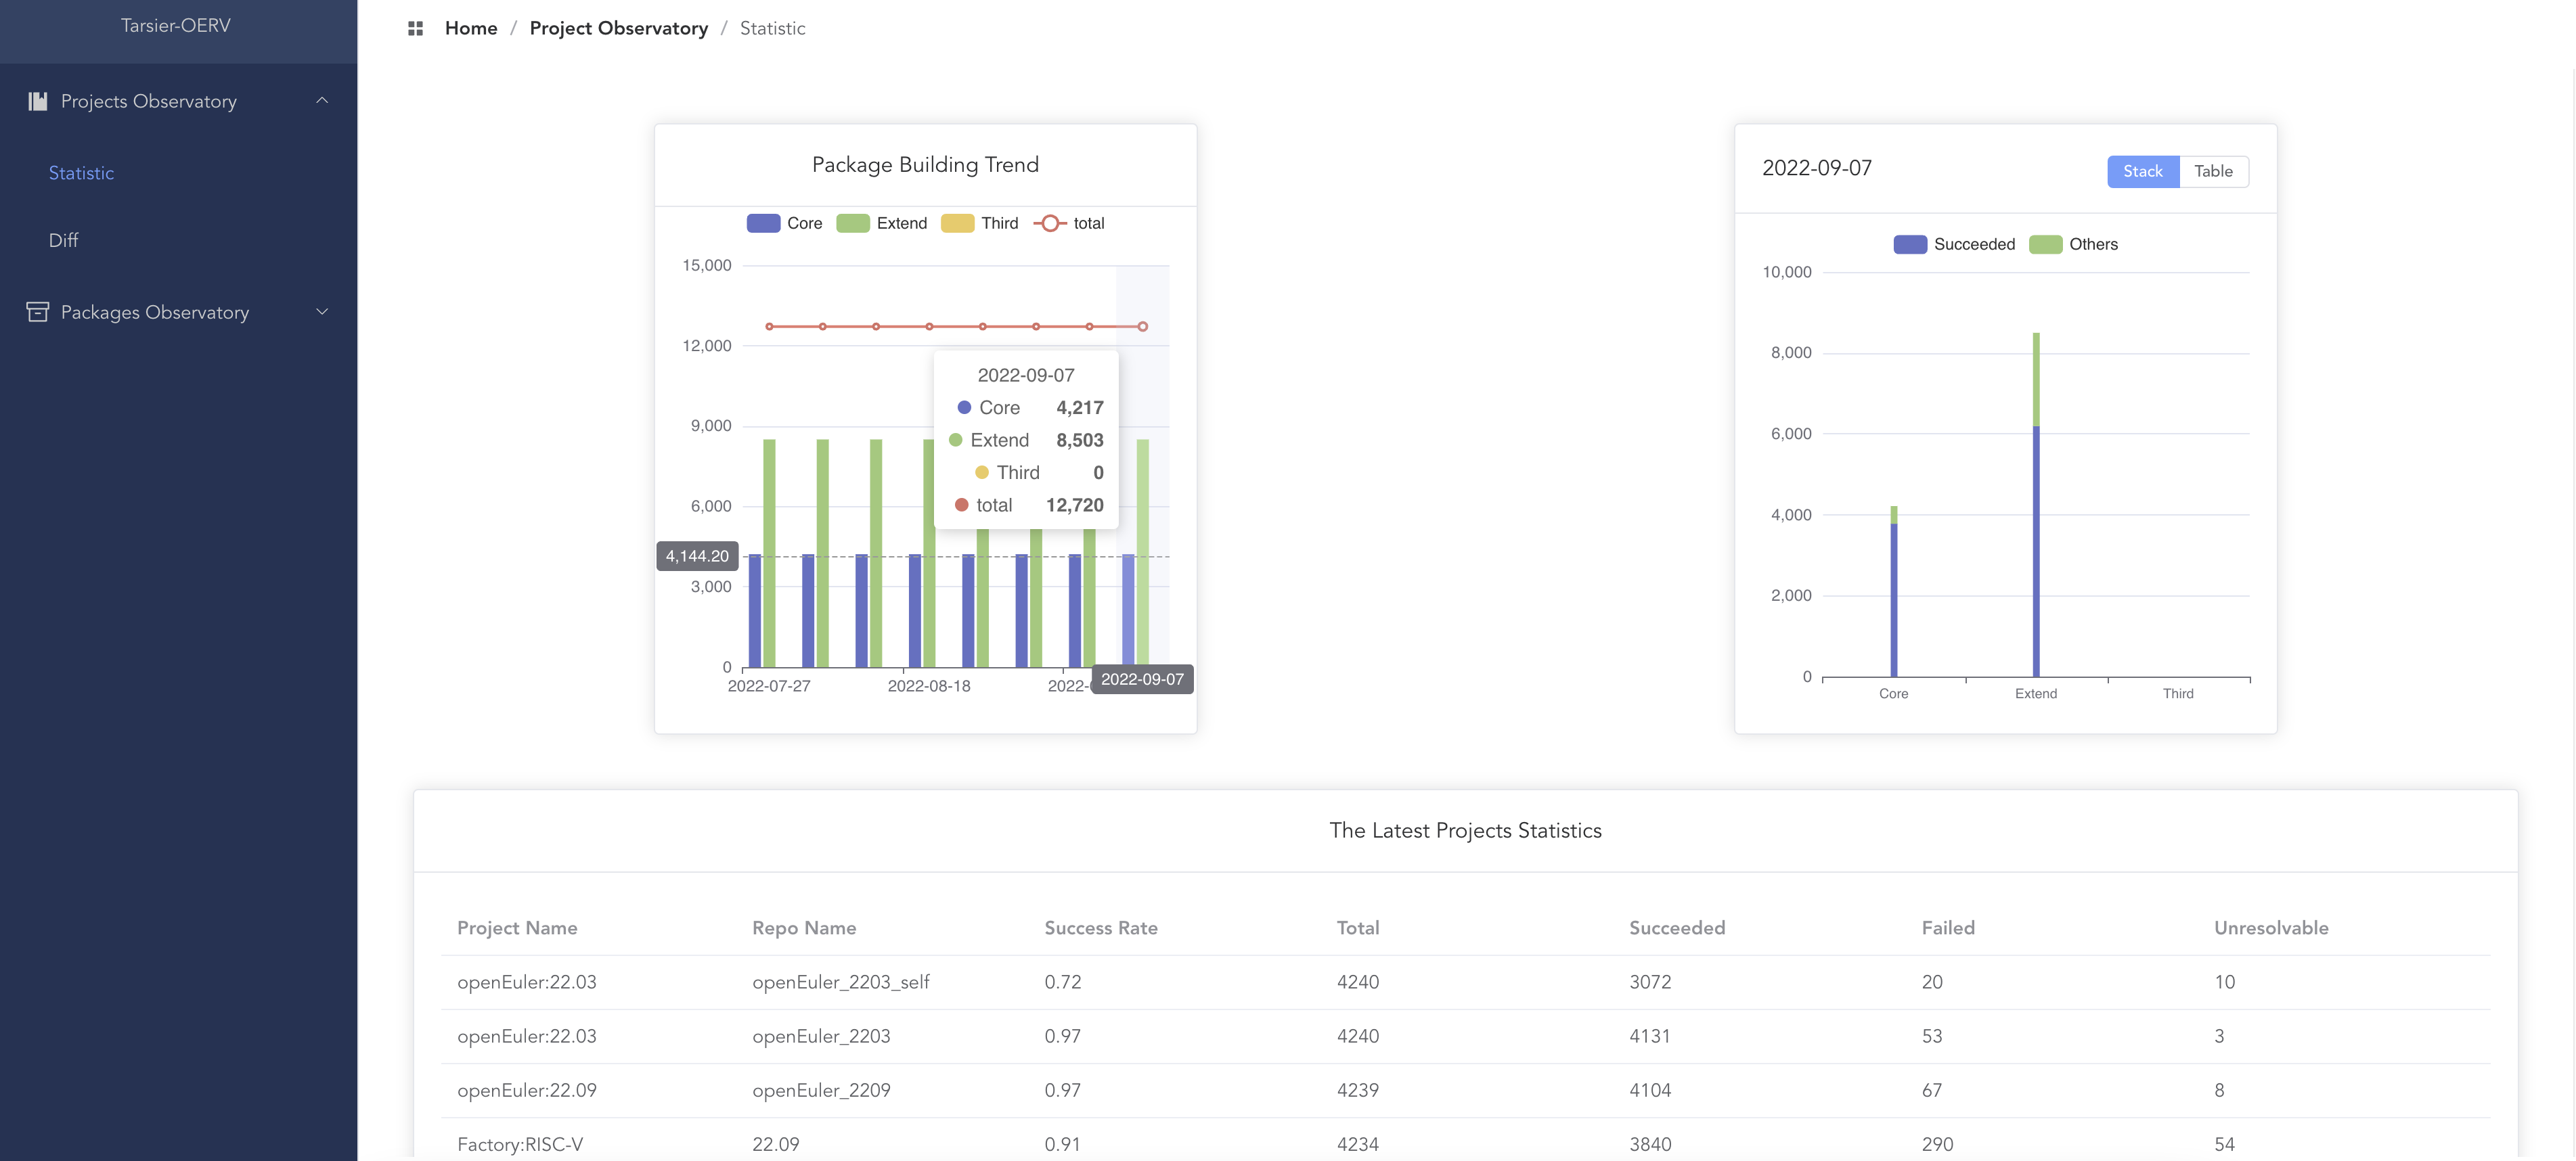 Tarsier-OERV
Projects Observatory
Statistic
Diff
Packages Observatory
Home / Project Observatory / Statistic
Package Building Trend
Core Extend Third total
15,000
12,000
9,000
6,000
4,144.20
3,000
0
2022-07-27 2022-08-18 2022- 2022-09-07
2022-09-07
Core 4,217
Extend 8,503
Third 0
total 12,720
2022-09-07
Stack Table
Succeeded Others
10,000
8,000
6,000
4,000
2,000
0
Core Extend Third
The Latest Projects Statistics
Project Name Repo Name Success Rate Total Succeeded Failed Unresolvable
openEuler:22.03 openEuler_2203_self 0.72 4240 3072 20 10
openEuler:22.03 openEuler_2203 0.97 4240 4131 53 3
openEuler:22.09 openEuler_2209 0.97 4239 4104 67 8
Factory:RISC-V 22.09 0.91 4234 3840 290 54